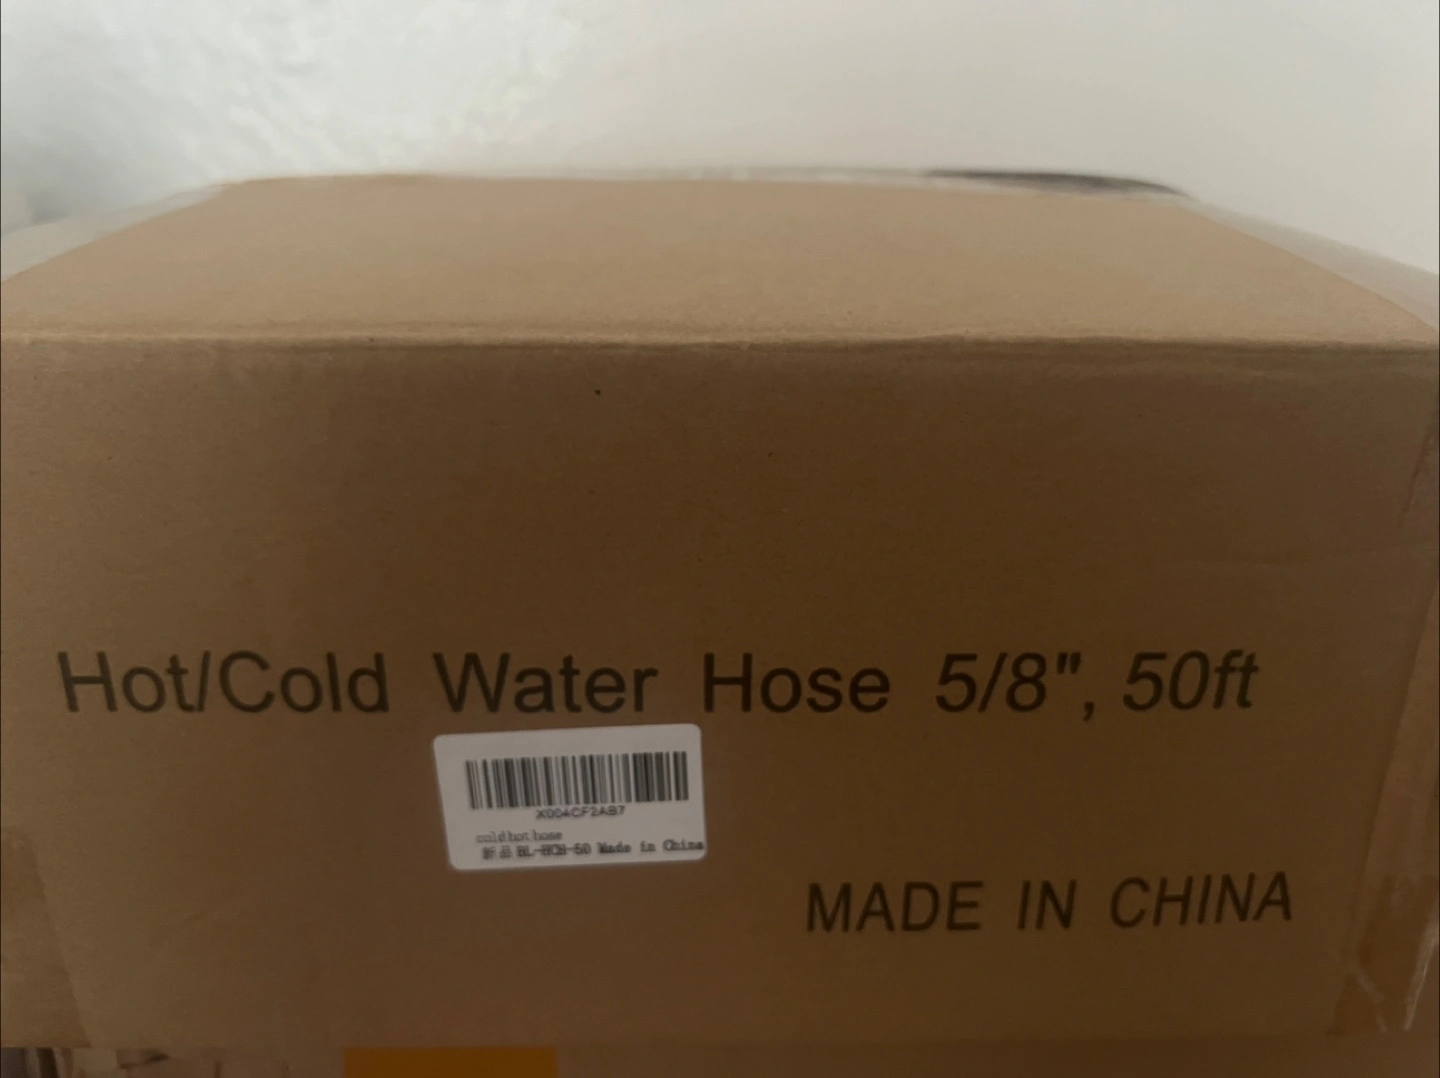 Hot/Cold Water Hose 5/8", 50ft
X004CF2AB7
cold hot hose
新品 BL-HCH-50 Made in China
MADE IN CHINA